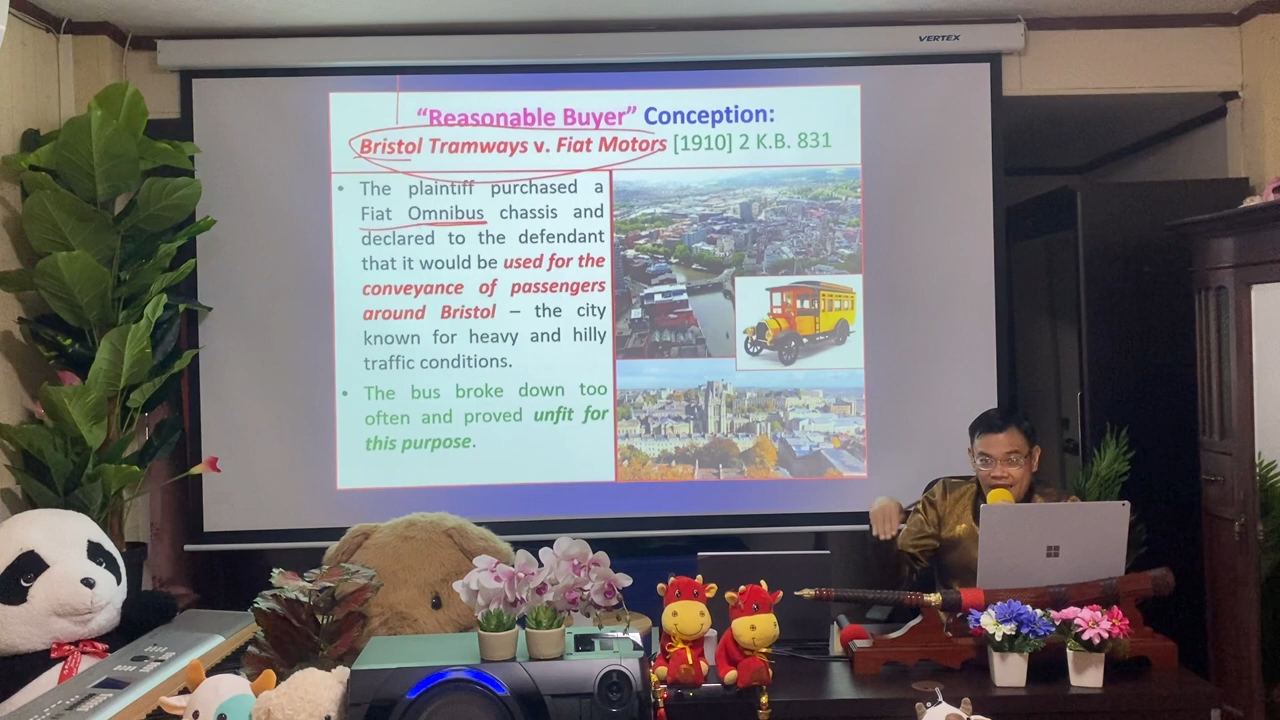 VERTEX
“Reasonable Buyer” Conception:
Bristol Tramways v. Fiat Motors [1910] 2 K.B. 831
• The plaintiff purchased a
Fiat Omnibus chassis and
declared to the defendant
that it would be used for the
conveyance of passengers
around Bristol – the city
known for heavy and hilly
traffic conditions.
• The bus broke down too
often and proved unfit for
this purpose.